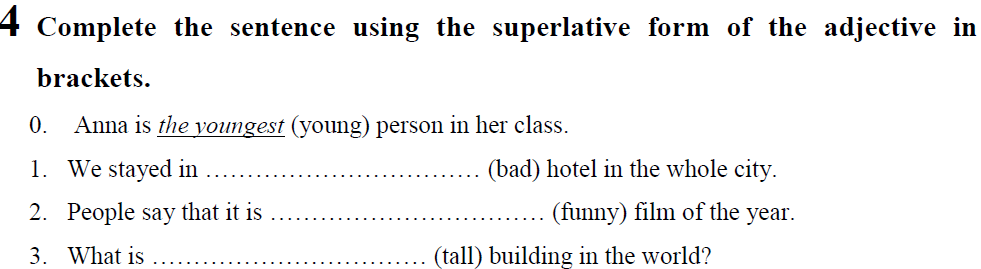 4 Complete the sentence using the superlative form of the adjective in
brackets.
0. Anna is the youngest (young) person in her class.
1. We stayed in ................................. (bad) hotel in the whole city.
2. People say that it is ................................. (funny) film of the year.
3. What is ................................. (tall) building in the world?